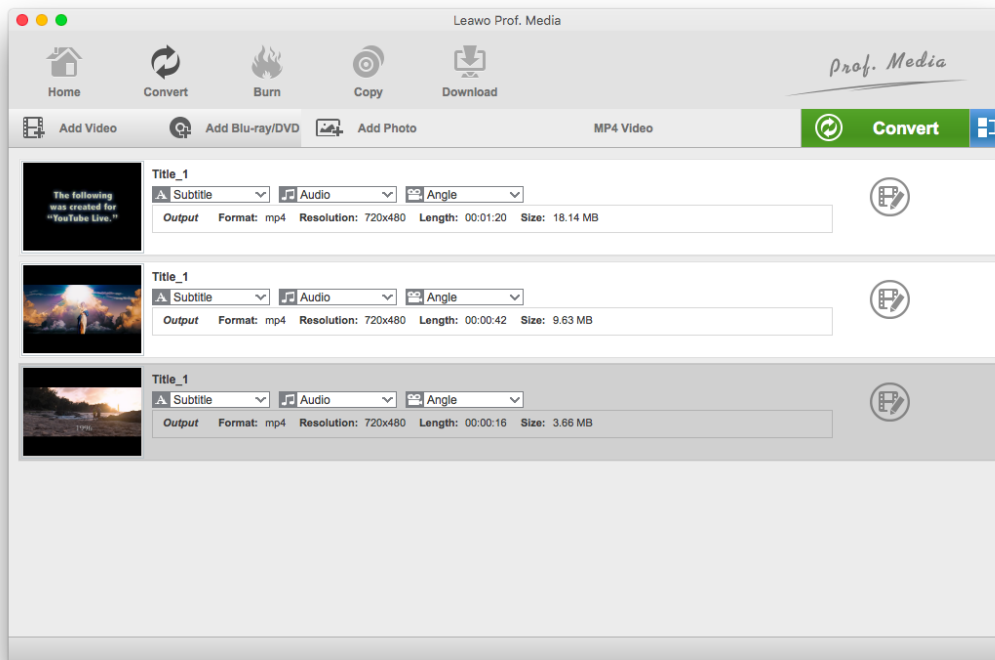 Leawo Prof. Media
Home Convert Burn Copy Download
Prof. Media
Add Video Add Blu-ray/DVD Add Photo MP4 Video Convert
The following
was created for
"YouTube Live."
Title_1
A Subtitle Audio Angle
Output Format: mp4 Resolution: 720x480 Length: 00:01:20 Size: 18.14 MB
Title_1
A Subtitle Audio Angle
Output Format: mp4 Resolution: 720x480 Length: 00:00:42 Size: 9.63 MB
1996
Title_1
A Subtitle Audio Angle
Output Format: mp4 Resolution: 720x480 Length: 00:00:16 Size: 3.66 MB